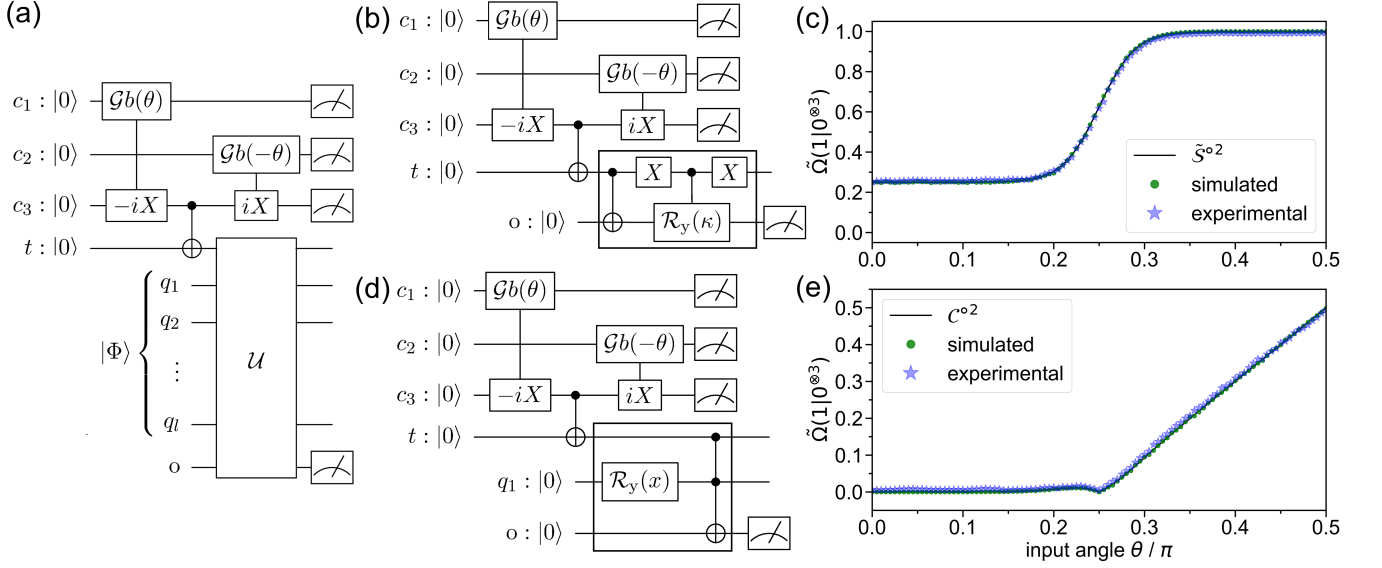 (a)
c₁ : |0⟩ 𝒢b(θ)
c₂ : |0⟩ 𝒢b(−θ)
c₃ : |0⟩ −iX iX
t : |0⟩
q₁
q₂
|Φ⟩ ⋮ 𝒰
qₗ
o
(b)
c₁ : |0⟩ 𝒢b(θ)
c₂ : |0⟩ 𝒢b(−θ)
c₃ : |0⟩ −iX iX
t : |0⟩ X X
o : |0⟩ ℛy(κ)
(c)
Ω̃(1|0^⊗3)
1.0
0.8
0.6
0.4
0.2
0.0
𝒮̃°²
simulated
experimental
0.0 0.1 0.2 0.3 0.4 0.5
(d)
c₁ : |0⟩ 𝒢b(θ)
c₂ : |0⟩ 𝒢b(−θ)
c₃ : |0⟩ −iX iX
t : |0⟩
q₁ : |0⟩ ℛy(x)
o : |0⟩
(e)
Ω̃(1|0^⊗3)
0.5
0.4
0.3
0.2
0.1
0.0
𝒞°²
simulated
experimental
0.0 0.1 0.2 0.3 0.4 0.5
input angle θ / π